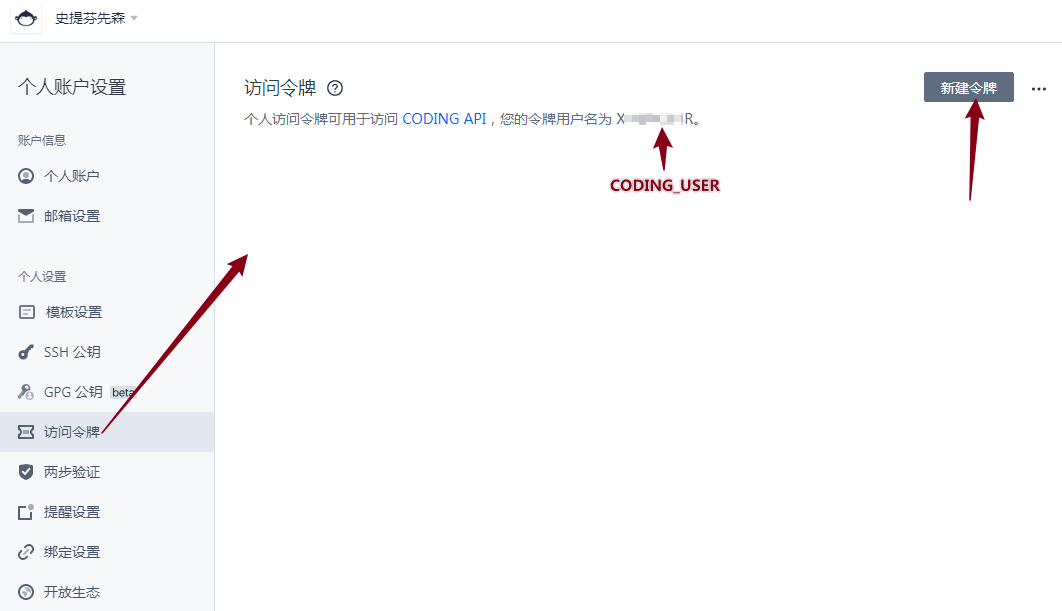 史提芬先森
个人账户设置
账户信息
个人账户
邮箱设置
个人设置
模板设置
SSH 公钥
GPG 公钥 beta
访问令牌
两步验证
提醒设置
绑定设置
开放生态
访问令牌
新建令牌
个人访问令牌可用于访问 CODING API，您的令牌用户名为 X R。
CODING_USER